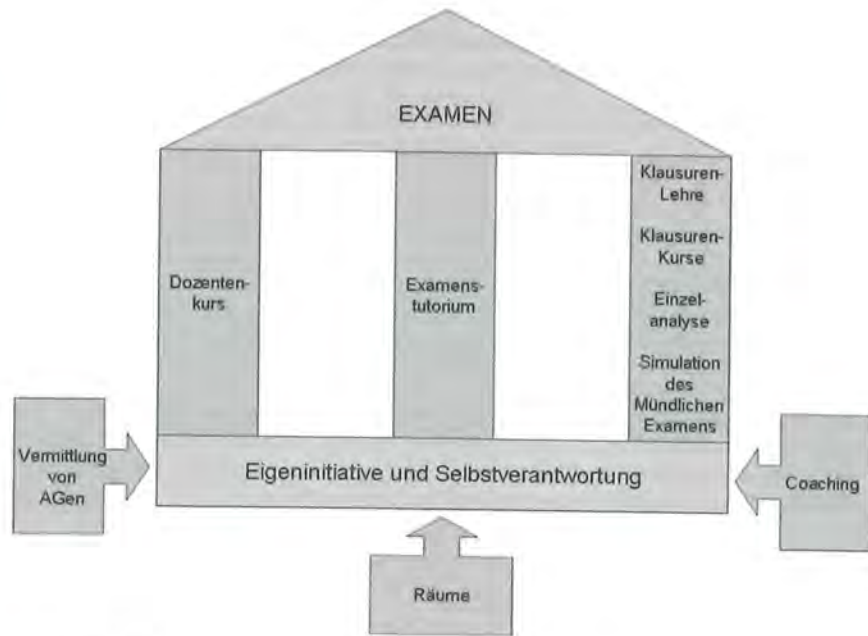 EXAMEN
Dozenten-
kurs
Examens-
tutorium
Klausuren-
Lehre
Klausuren-
Kurse
Einzel-
analyse
Simulation
des
Mündlichen
Examens
Vermittlung
von
AGen
Eigeninitiative und Selbstverantwortung
Coaching
Räume